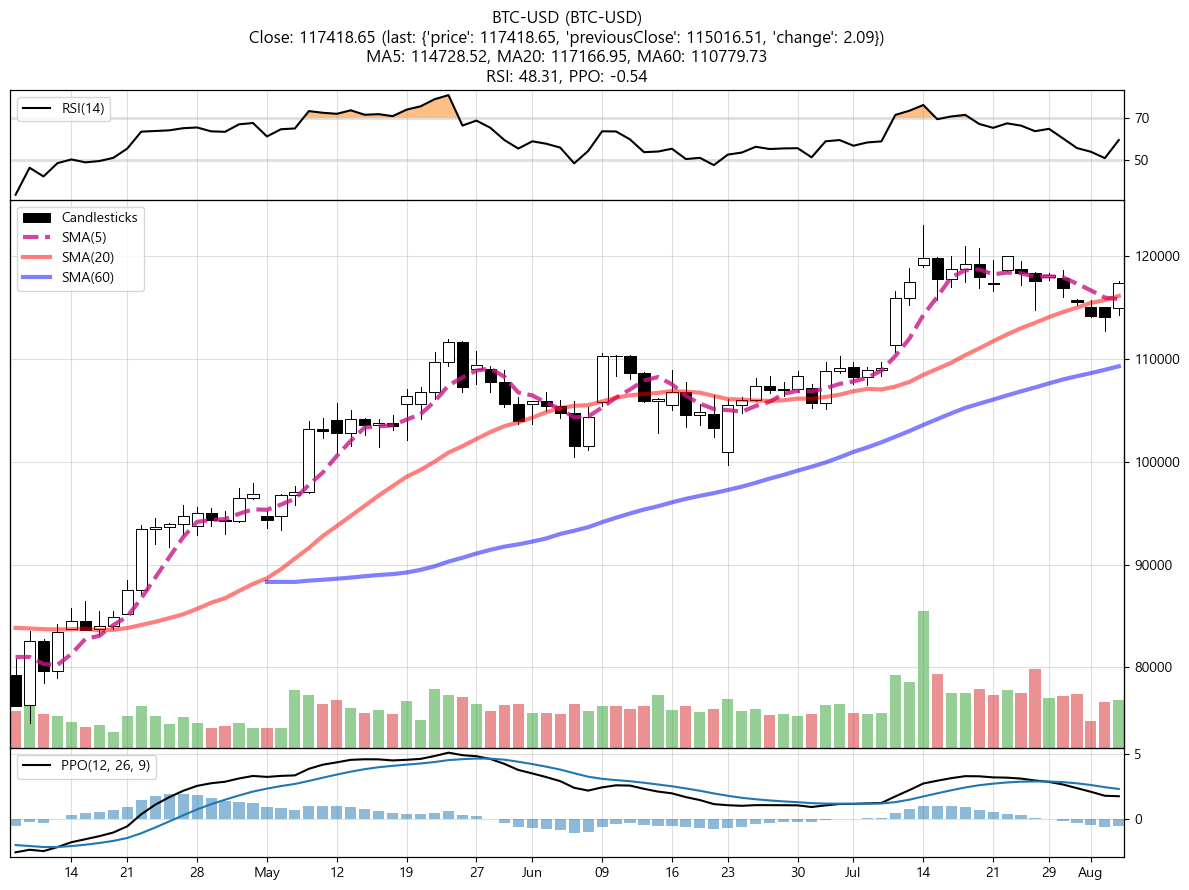 BTC-USD (BTC-USD)
Close: 117418.65 (last: {'price': 117418.65, 'previousClose': 115016.51, 'change': 2.09})
MA5: 114728.52, MA20: 117166.95, MA60: 110779.73
RSI: 48.31, PPO: -0.54
RSI(14)
70
50
Candlesticks
SMA(5)
SMA(20)
SMA(60)
120000
110000
100000
90000
80000
PPO(12, 26, 9)
5
0
14 21 28 May 12 19 27 Jun 09 16 23 30 Jul 14 21 29 Aug